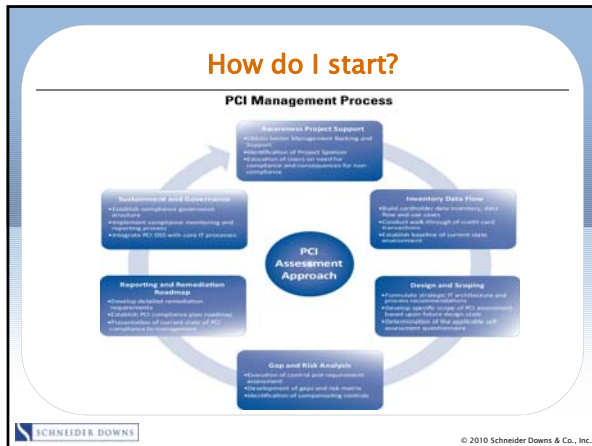 How do I start?
PCI Management Process
Awareness Project Support
•Obtain Senior Management Backing and
Support
•Identification of Project Sponsor
•Education of Users on need for
compliance and consequences for non-
compliance
Inventory Data Flow
•Build cardholder data inventory, data
flow and use cases
•Conduct walk-through of credit card
transactions
•Establish baseline of current state
environment
Design and Scoping
•Formulate strategic IT architecture and
process recommendations
•Develop specific scope of PCI assessment
based upon future design state
•Determination of the applicable self-
assessment questionnaire
Gap and Risk Analysis
•Execution of control and requirement
assessment
•Development of gaps and risk matrix
•Identification of compensating controls
Reporting and Remediation
Roadmap
•Develop detailed remediation
requirements
•Establish PCI compliance plan roadmap
•Presentation of current state of PCI
compliance to management
Sustainment and Governance
•Establish compliance governance
structure
•Implement compliance monitoring and
reporting process
•Integrate PCI DSS with core IT processes
PCI
Assessment
Approach
SCHNEIDER DOWNS
© 2010 Schneider Downs & Co., Inc.